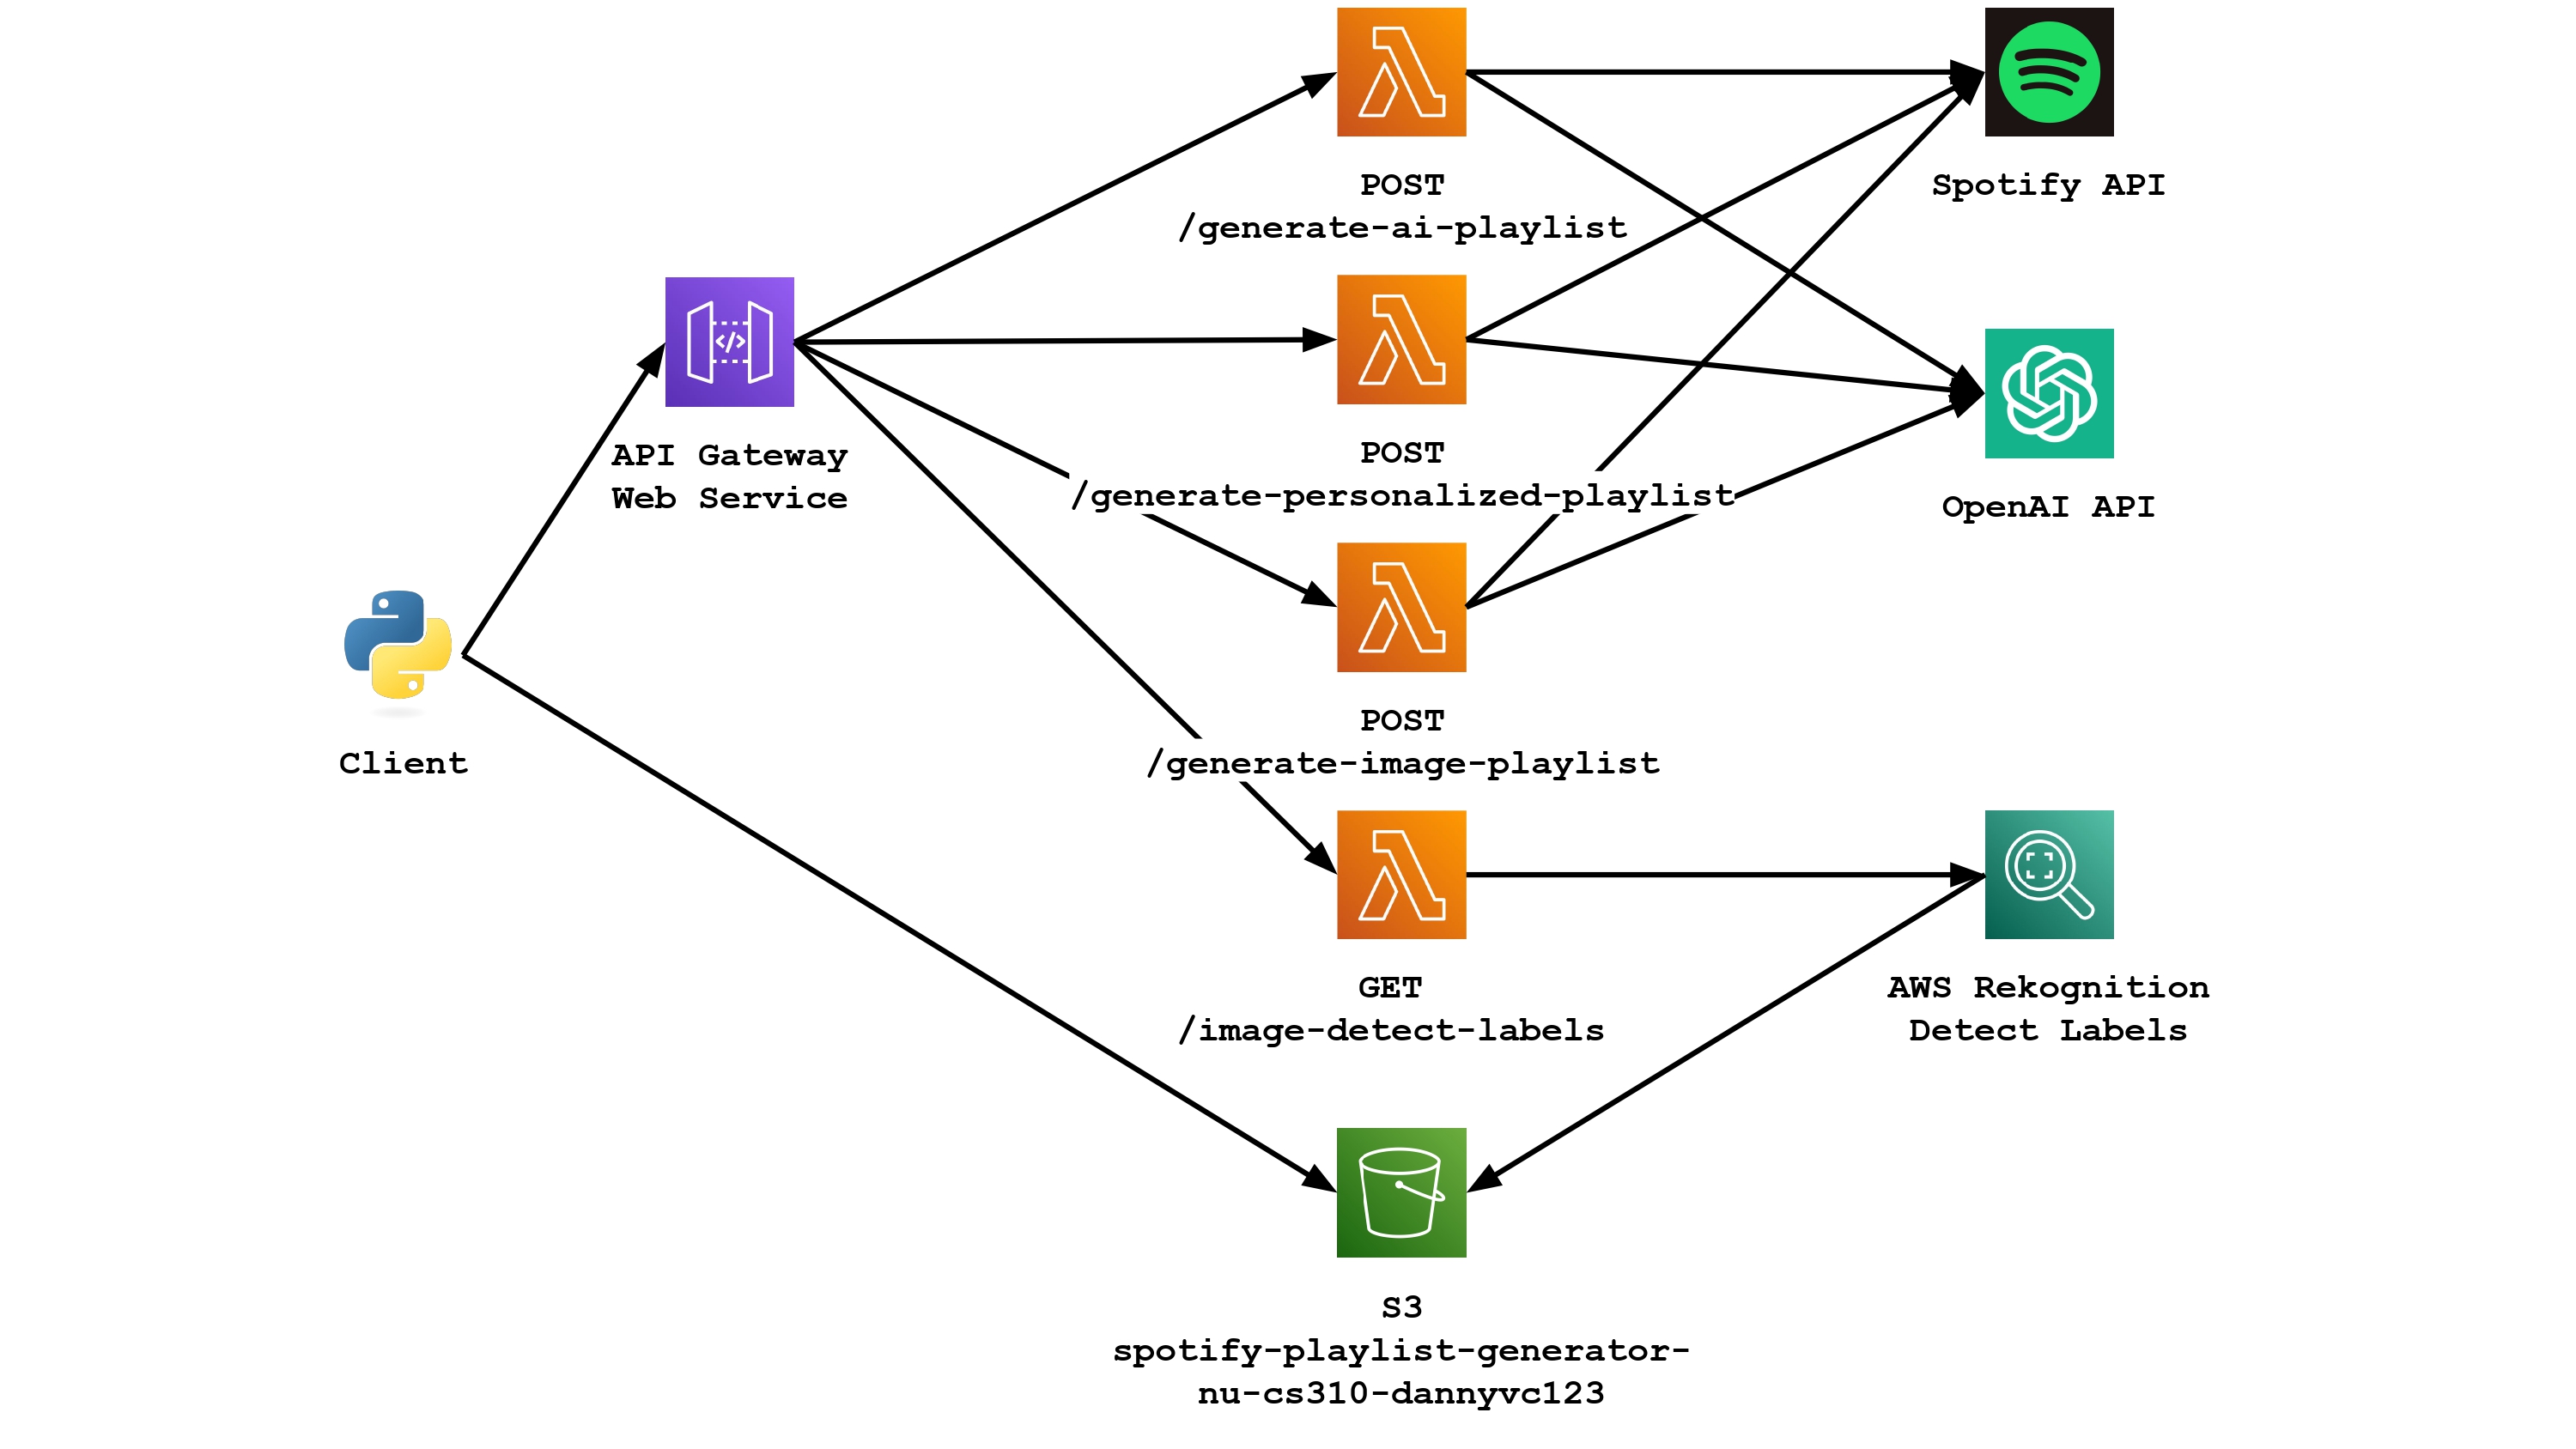 POST
/generate-ai-playlist
Spotify API
API Gateway
Web Service
POST
/generate-personalized-playlist
OpenAI API
Client
POST
/generate-image-playlist
GET
/image-detect-labels
AWS Rekognition
Detect Labels
S3
spotify-playlist-generator-
nu-cs310-dannyvc123